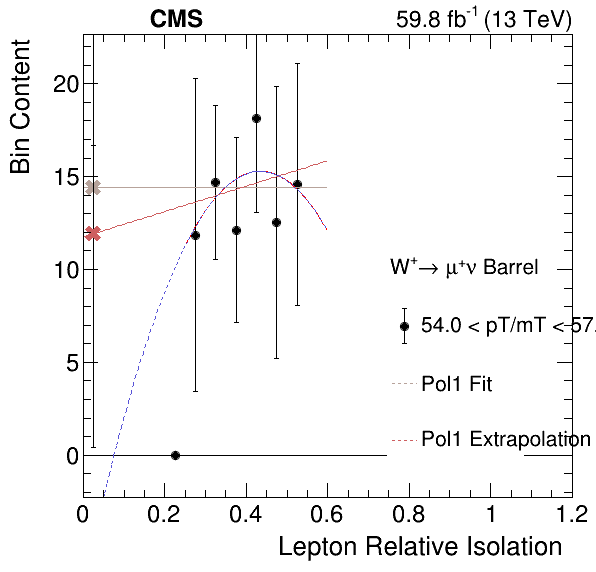 CMS
59.8 fb⁻¹ (13 TeV)
Bin Content
20
15
10
5
0
W⁺→ μ⁺ν Barrel
54.0 < pT/mT < 57.
Pol1 Fit
Pol1 Extrapolation
0 0.2 0.4 0.6 0.8 1 1.2
Lepton Relative Isolation